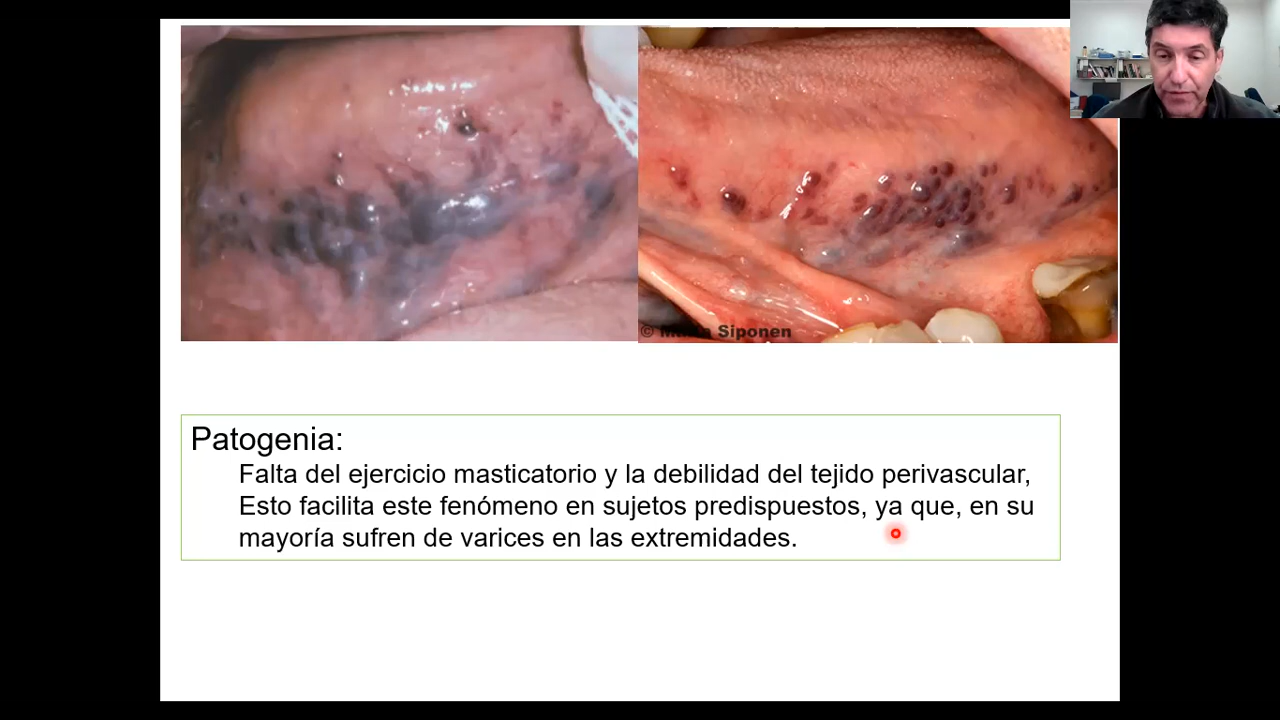 © Siponen
Patogenia:
Falta del ejercicio masticatorio y la debilidad del tejido perivascular,
Esto facilita este fenómeno en sujetos predispuestos, ya que, en su
mayoría sufren de varices en las extremidades.